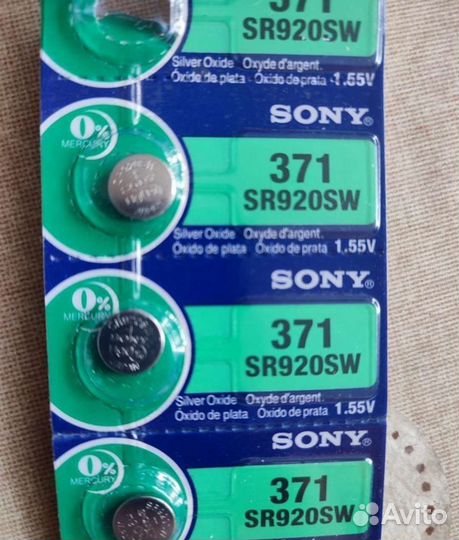 371
SR920SW
Silver Oxide Oxyde d'argent
Óxido de plata · Óxido de prata 1.55V
SONY®
0%
MERCURY
371
SR920SW
Silver Oxide Oxyde d'argent
Óxido de plata Óxido de prata 1.55V
SONY®
0%
MERCURY
371
SR920SW
Silver Oxide Oxyde d'argent
Óxido de plata Óxido de prata 1.55V
SONY®
0%
MERCURY
371
SR920SW
Avito